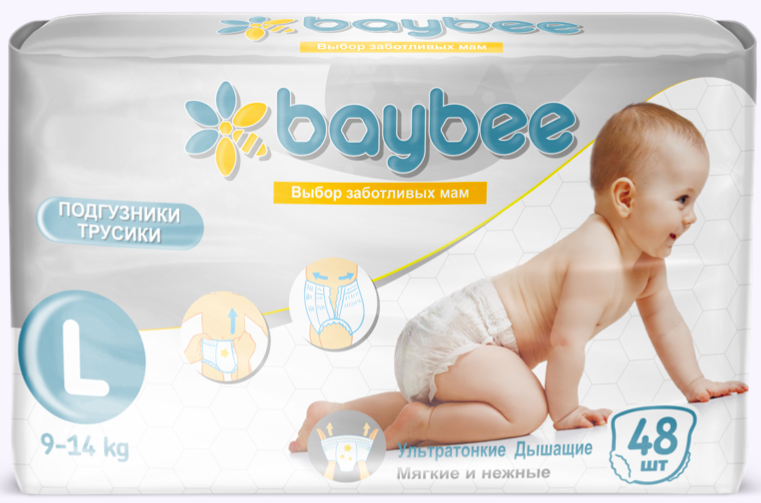 baybee
Выбор заботливых мам
baybee
Выбор заботливых мам
ПОДГУЗНИКИ
ТРУСИКИ
L
9-14 kg
Ультратонкие Дышащие
Мягкие и нежные
48
шт